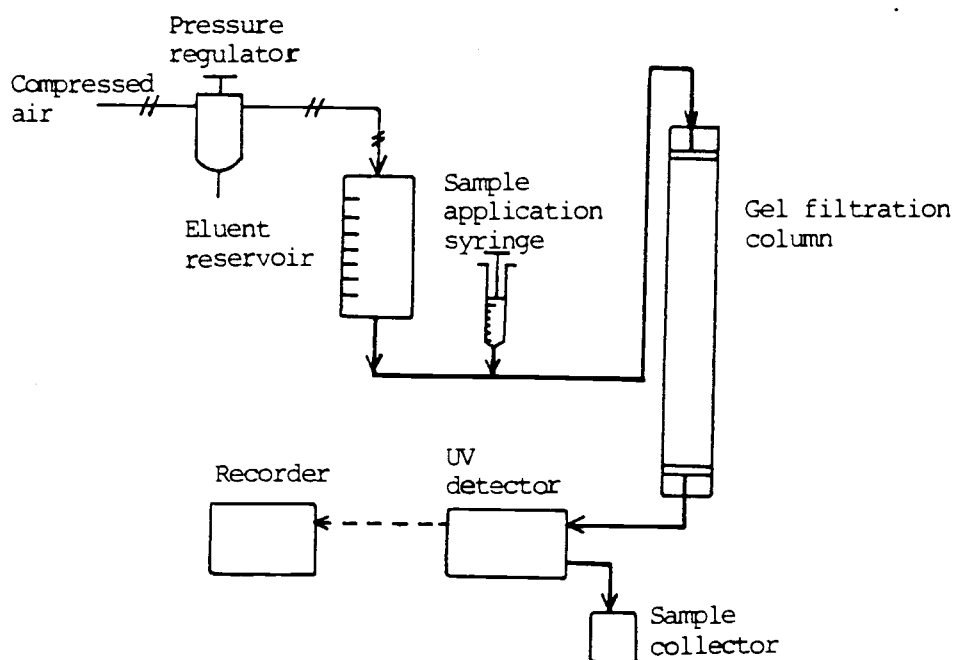 Pressure
regulator
Compressed
air
Eluent
reservoir
Sample
application
syringe
Gel filtration
column
Recorder
UV
detector
Sample
collector